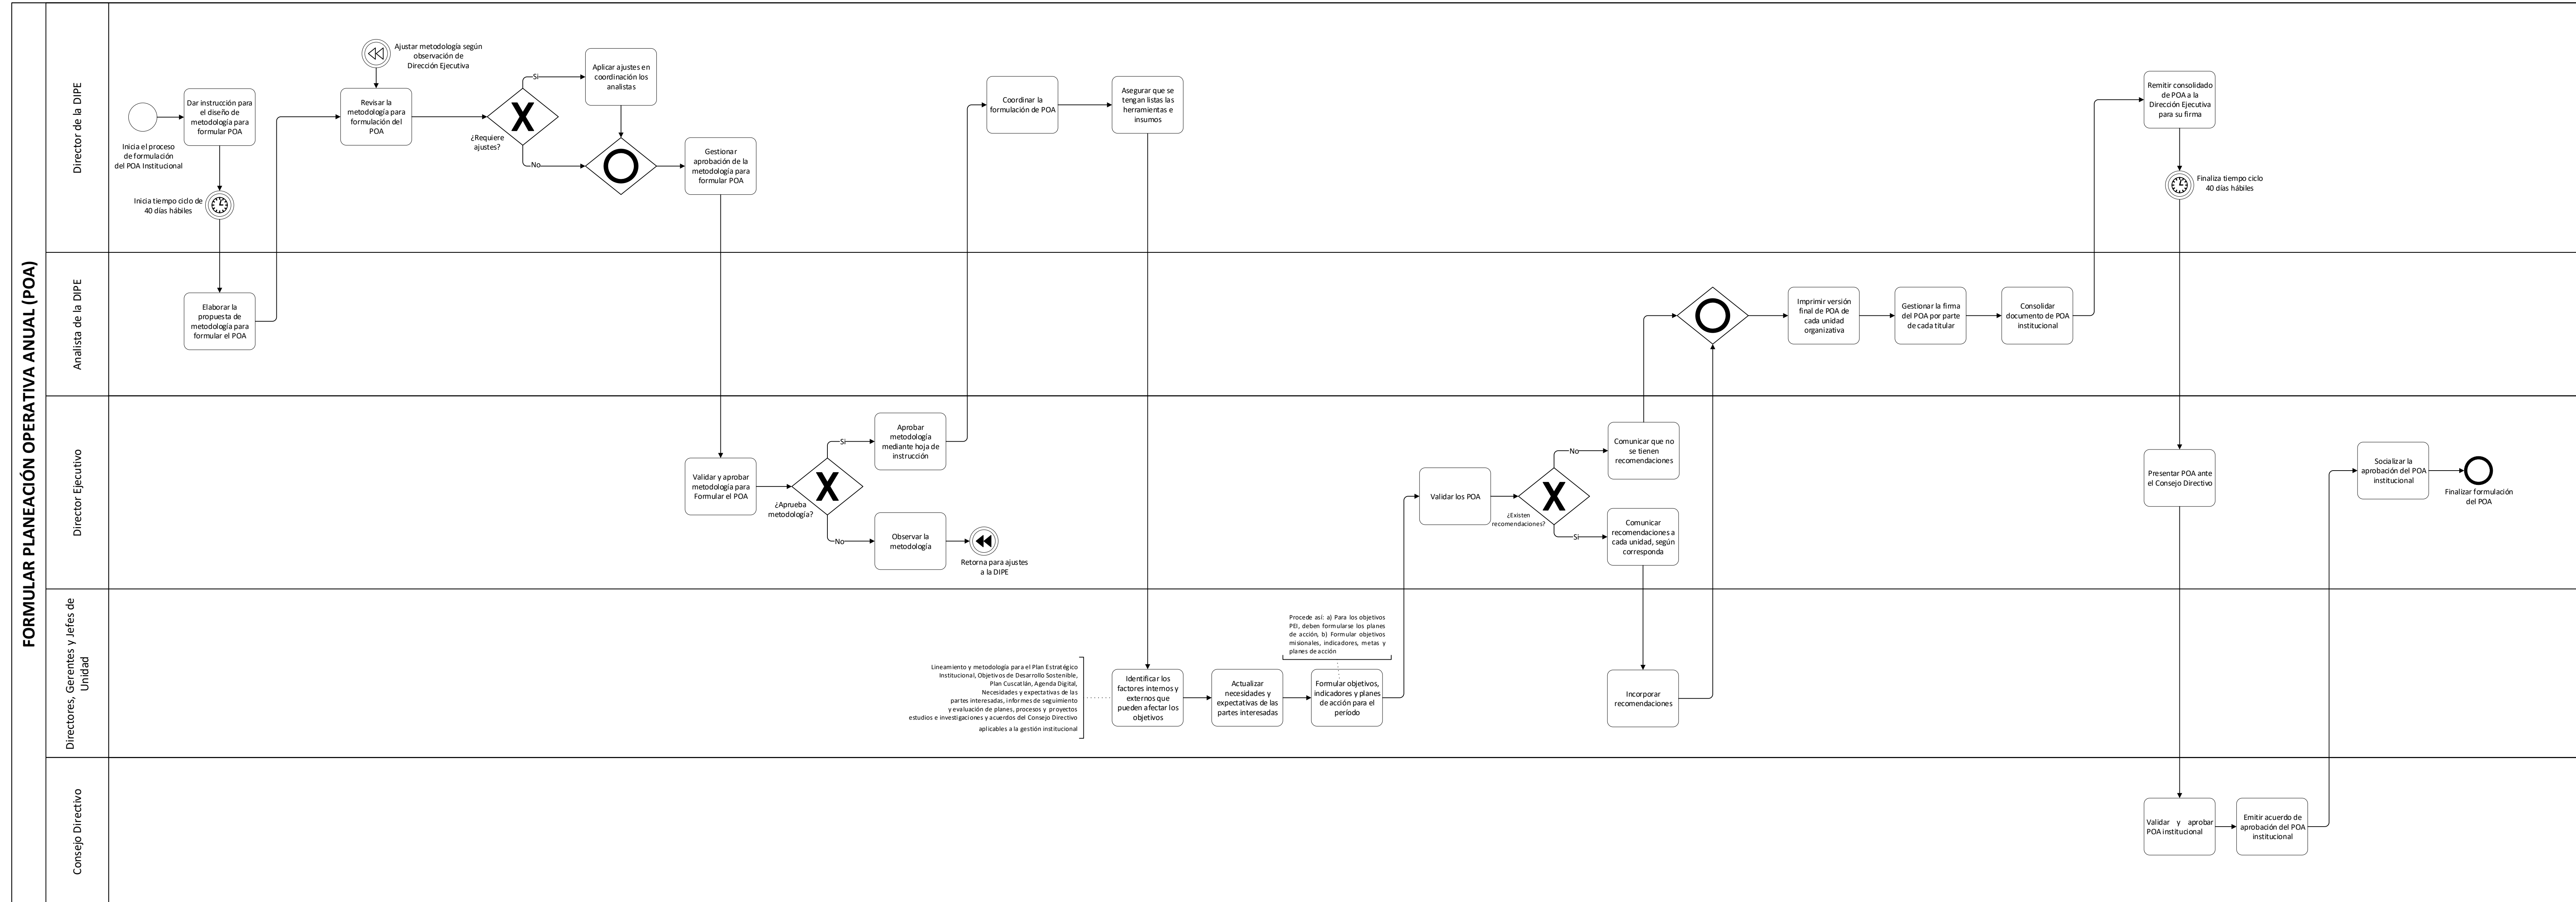 FORMULAR PLANEACIÓN OPERATIVA ANUAL (POA)
Director de la DIPE
Inicia el proceso
de formulación
del POA Institucional
Dar instrucción para
el diseño de
metodología para
formular POA
Inicia tiempo ciclo de
40 días hábiles
Ajustar metodología según
observación de
Dirección Ejecutiva
Revisar la
metodología para
formulación del
POA
¿Requiere
ajustes?
Si
No
Aplicar ajustes en
coordinación los
analistas
Gestionar
aprobación de la
metodología para
formular POA
Coordinar la
formulación de POA
Asegurar que se
tengan listas las
herramientas e
insumos
Remitir consolidado
de POA a la
Dirección Ejecutiva
para su firma
Finaliza tiempo ciclo
40 días hábiles
Analista de la DIPE
Elaborar la
propuesta de
metodología para
formular el POA
Imprimir versión
final de POA de
cada unidad
organizativa
Gestionar la firma
del POA por parte
de cada titular
Consolidar
documento de POA
institucional
Director Ejecutivo
Validar y aprobar
metodología para
Formular el POA
¿Aprueba
metodología?
Si
No
Aprobar
metodología
mediante hoja de
instrucción
Observar la
metodología
Retorna para ajustes
a la DIPE
Validar los POA
¿Existen
recomendaciones?
No
Si
Comunicar que no
se tienen
recomendaciones
Comunicar
recomendaciones a
cada unidad, según
corresponda
Presentar POA ante
el Consejo Directivo
Socializar la
aprobación del POA
institucional
Finalizar formulación
del POA
Directores, Gerentes y Jefes de
Unidad
Lineamiento y metodología para el Plan Estratégico
Institucional, Objetivos de Desarrollo Sostenible,
Plan Cuscatlán, Agenda Digital,
Necesidades y expectativas de las
partes interesadas, informes de seguimiento
y evaluación de planes, procesos y proyectos
estudios e investigaciones y acuerdos del Consejo Directivo
aplicables a la gestión institucional
Identificar los
factores internos y
externos que
pueden afectar los
objetivos
Actualizar
necesidades y
expectativas de las
partes interesadas
Procede así: a) Para los objetivos
PEI, deben formularse los planes
de acción, b) Formular objetivos
misionales, indicadores, metas y
planes de acción
Formular objetivos,
indicadores y planes
de acción para el
período
Incorporar
recomendaciones
Consejo Directivo
Validar y aprobar
POA institucional
Emitir acuerdo de
aprobación del POA
institucional